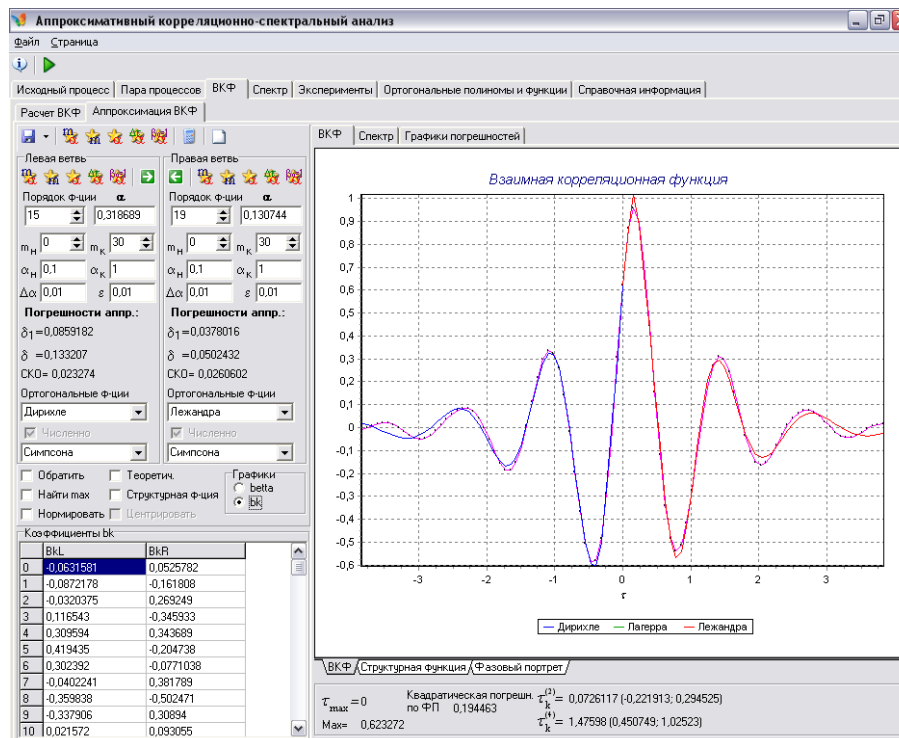 Аппроксимативный корреляционно-спектральный анализ
Файл Страница
Исходный процесс Пара процессов ВКФ Спектр Эксперименты Ортогональные полиномы и функции Справочная информация
Расчет ВКФ Аппроксимация ВКФ
Левая ветвь
Порядок ф-ции α
15 0,318689
mН 0 mК 30
αН 0,1 αК 1
Δα 0,01 ε 0,01
Погрешности аппр.:
δ1=0,0859182
δ =0,133207
СКО= 0,023274
Ортогональные ф-ции
Дирихле
Численно
Симпсона
Правая ветвь
Порядок ф-ции α
19 0,130744
mН 0 mК 30
αН 0,1 αК 1
Δα 0,01 ε 0,01
Погрешности аппр.:
δ1=0,0378016
δ =0,0502432
СКО= 0,0260602
Ортогональные ф-ции
Лежандра
Численно
Симпсона
Обратить Теоретич.
Найти max Структурная ф-ция
Нормировать Центрировать
Графики
betta
bk
Коэффициенты bk
BkL BkR
0 -0,0631581 0,0525782
1 -0,0872178 -0,161808
2 -0,0320375 0,269249
3 0,116543 -0,345933
4 0,309594 0,343689
5 0,419435 -0,204738
6 0,302392 -0,0771038
7 -0,0402241 0,381789
8 -0,359838 -0,502471
9 -0,337906 0,30894
10 0,021572 0,093055
ВКФ Спектр Графики погрешностей
Взаимная корреляционная функция
1
0,9
0,8
0,7
0,6
0,5
0,4
0,3
0,2
0,1
0
-0,1
-0,2
-0,3
-0,4
-0,5
-0,6
-3 -2 -1 0 1 2 3
τ
Дирихле Лагерра Лежандра
ВКФ Структурная функция Фазовый портрет
τmax=0
Max= 0,623272
Квадратическая погрешн.
по ФП 0,194463
τk(2)= 0,0726117 (-0,221913; 0,294525)
τk(4)= 1,47598 (0,450749; 1,02523)